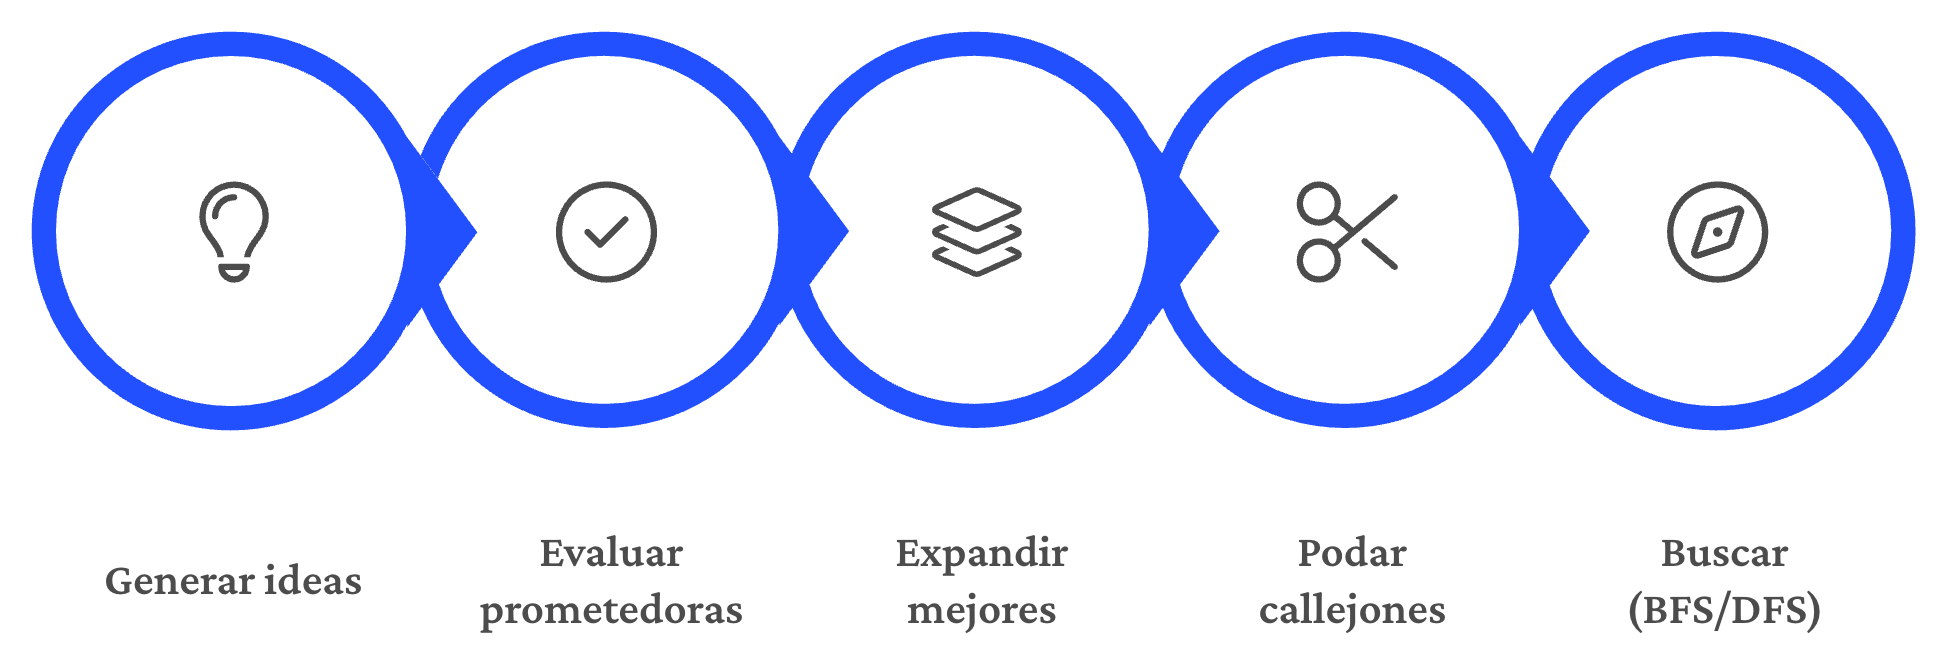 Generar ideas
Evaluar
prometedoras
Expandir
mejores
Podar
callejones
Buscar
(BFS/DFS)